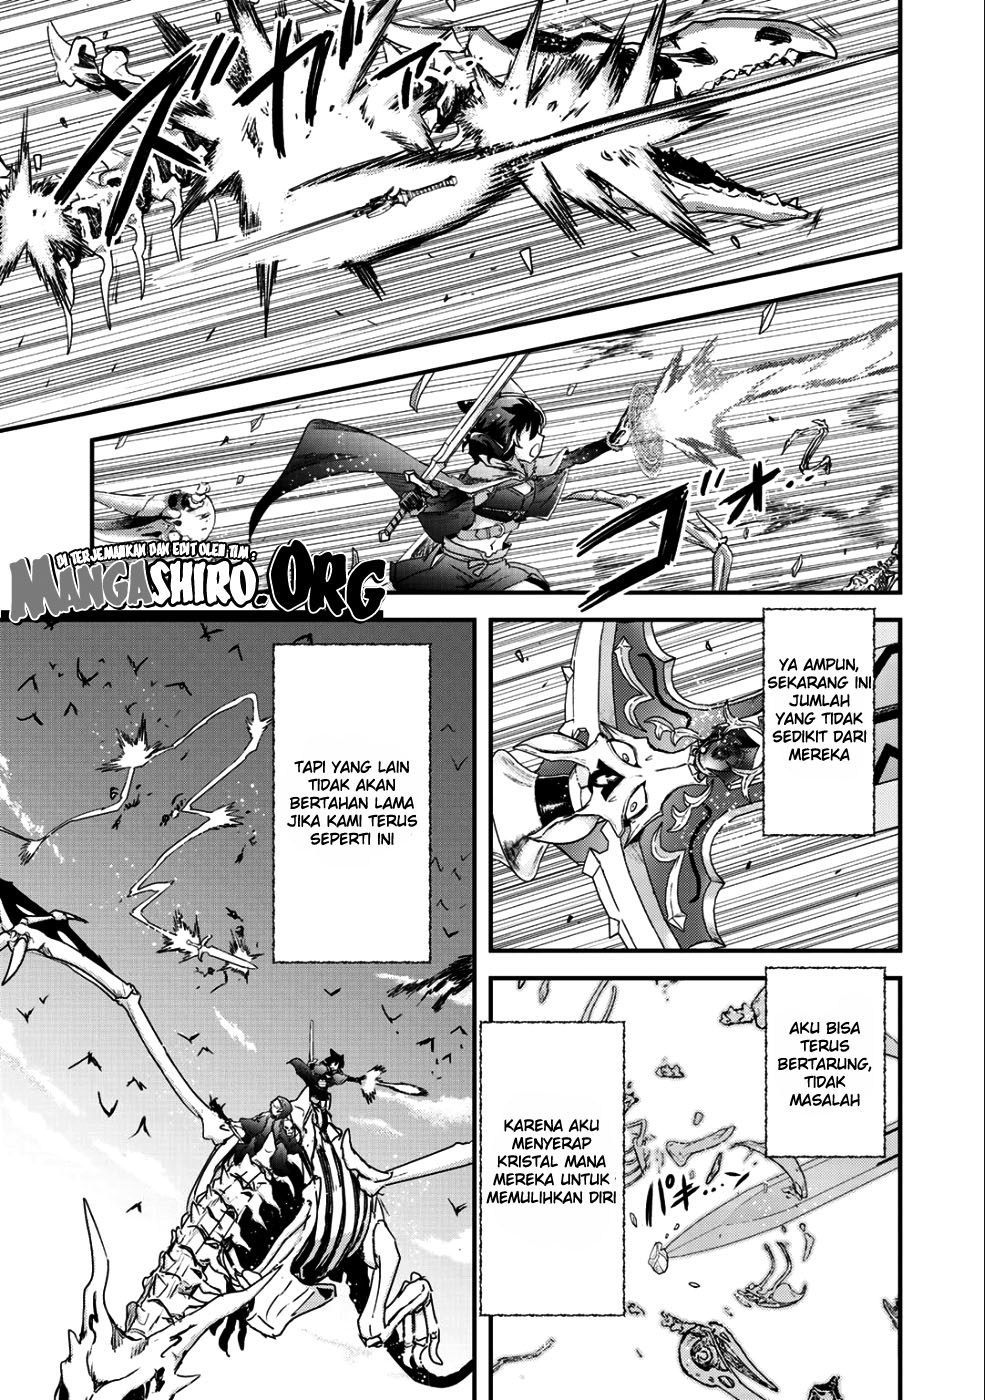 ズガガガ
ゴオ…
DI TERJEMAHKAN DAN EDIT OLEH TIM :
MANGASHIRO.ORG
YA AMPUN,
SEKARANG INI
JUMLAH
YANG TIDAK
SEDIKIT DARI
MEREKA
AKU BISA
TERUS
BERTARUNG,
TIDAK
MASALAH
KARENA AKU
MENYERAP
KRISTAL MANA
MEREKA UNTUK
MEMULIHKAN DIRI
パキ…ン
TAPI YANG LAIN
TIDAK AKAN
BERTAHAN LAMA
JIKA KAMI TERUS
SEPERTI INI